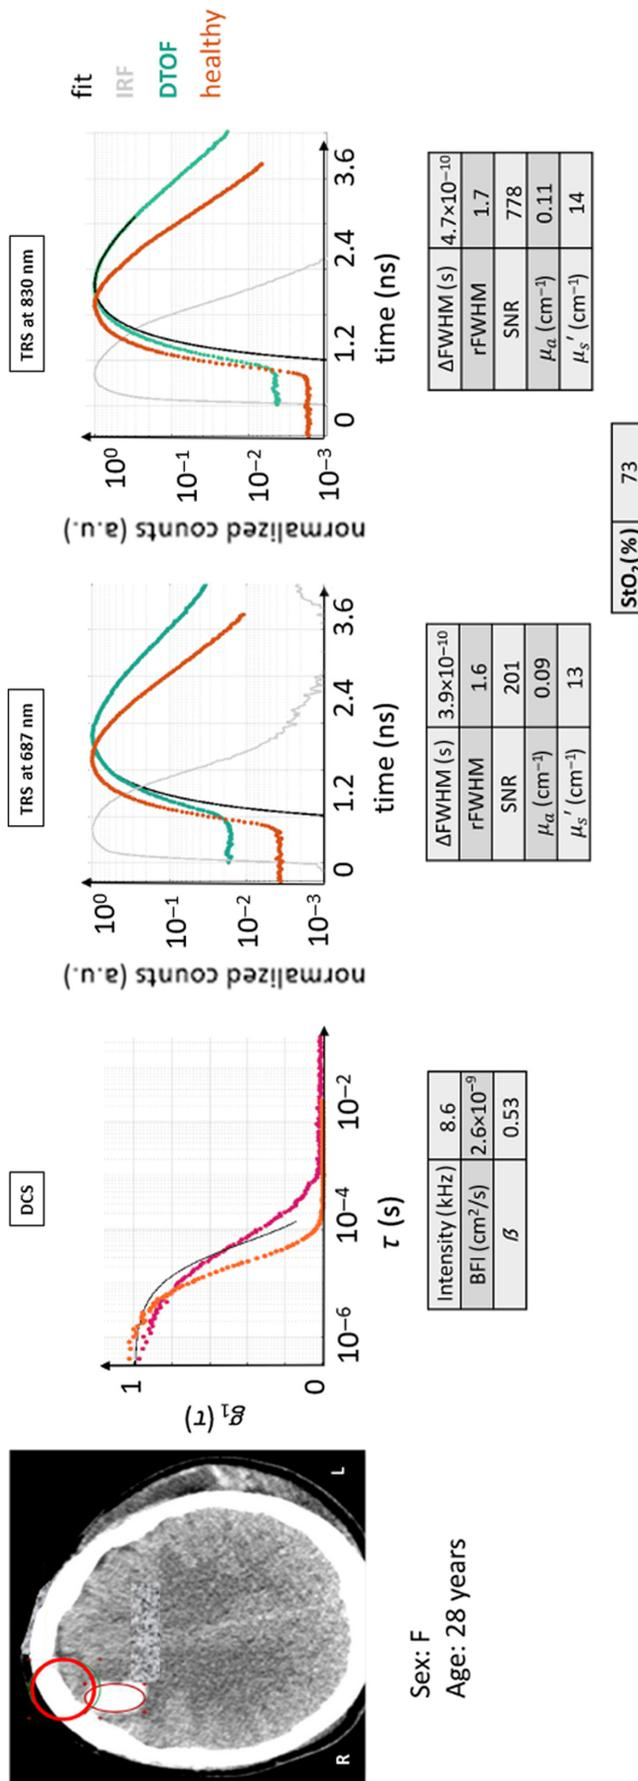 R
L
Sex: F
Age: 28 years
DCS
g₁(τ)
1
0
10⁻⁶
10⁻⁴
10⁻²
τ (s)
Intensity (kHz) 8.6
BFI (cm²/s) 2.6×10⁻⁹
ß 0.53
TRS at 687 nm
normalized counts (a.u.)
10⁰
10⁻¹
10⁻²
10⁻³
0 1.2 2.4 3.6
time (ns)
ΔFWHM (s) 3.9×10⁻¹⁰
rFWHM 1.6
SNR 201
μₐ (cm⁻¹) 0.09
μₛ′ (cm⁻¹) 13
TRS at 830 nm
normalized counts (a.u.)
10⁰
10⁻¹
10⁻²
10⁻³
0 1.2 2.4 3.6
time (ns)
ΔFWHM (s) 4.7×10⁻¹⁰
rFWHM 1.7
SNR 778
μₐ (cm⁻¹) 0.11
μₛ′ (cm⁻¹) 14
fit
IRF
DTOF
healthy
StO₂(%) 73